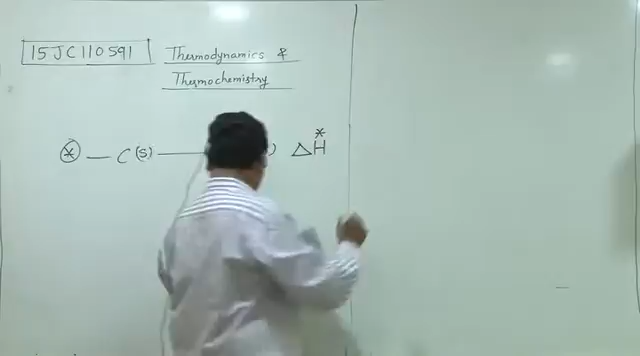 15JC110591
Thermodynamics &
Thermochemistry
* — C(s) — ) ΔH*